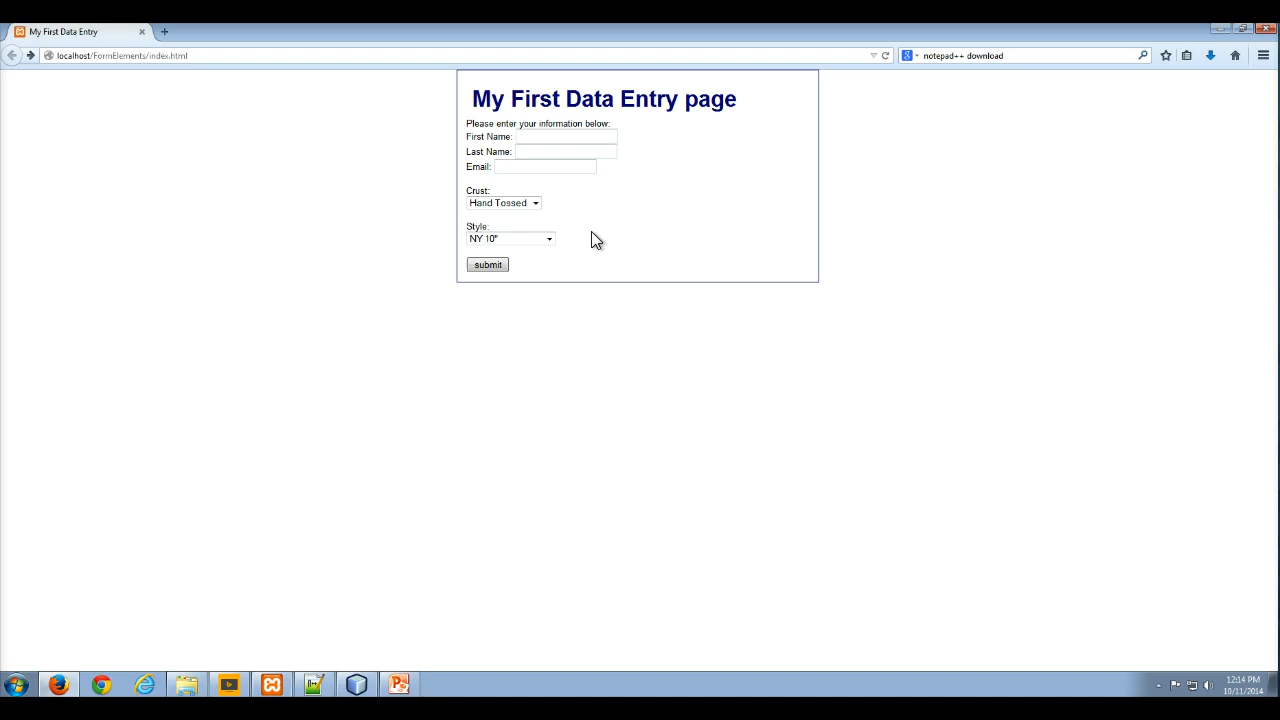 My First Data Entry
localhost/FormElements/index.html
notepad++ download
My First Data Entry page
Please enter your information below:
First Name:
Last Name:
Email:
Crust:
Hand Tossed
Style:
NY 10"
submit
12:14 PM
10/11/2014